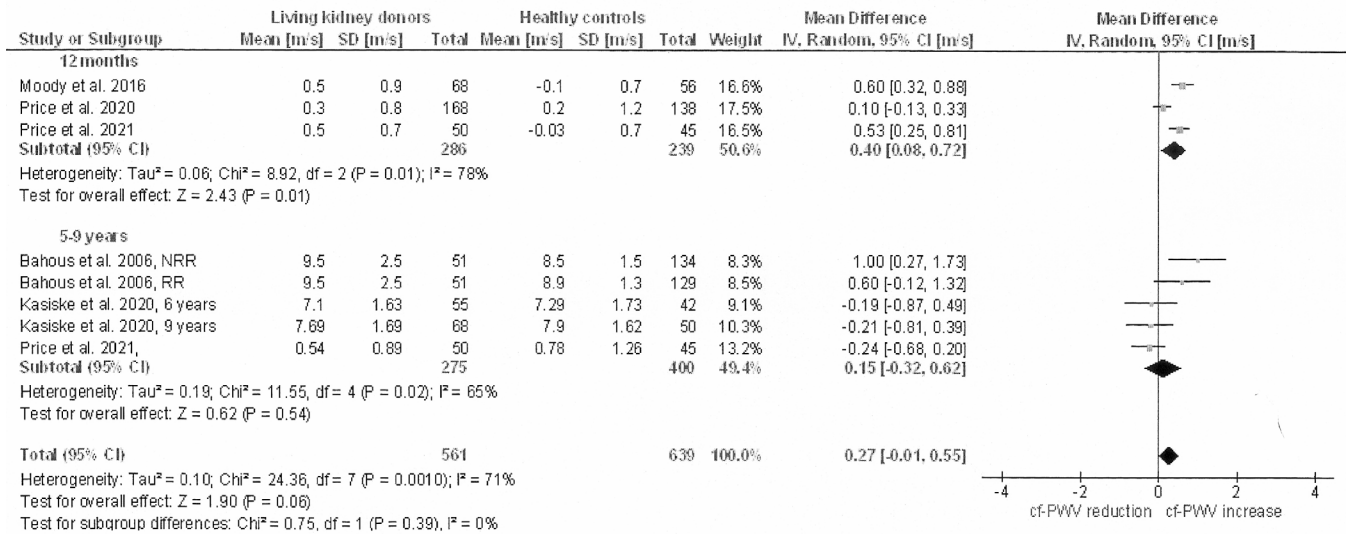 Living kidney donors Healthy controls Mean Difference Mean Difference
Study or Subgroup Mean [m/s] SD [m/s] Total Mean [m/s] SD [m/s] Total Weight IV, Random, 95% CI [m/s] IV, Random, 95% CI [m/s]
12 months
Moody et al. 2016 0.5 0.9 68 -0.1 0.7 56 16.6% 0.60 [0.32, 0.88]
Price et al. 2020 0.3 0.8 168 0.2 1.2 138 17.5% 0.10 [-0.13, 0.33]
Price et al. 2021 0.5 0.7 50 -0.03 0.7 45 16.5% 0.53 [0.25, 0.81]
Subtotal (95% CI) 286 239 50.6% 0.40 [0.08, 0.72]
Heterogeneity: Tau² = 0.06; Chi² = 8.92, df = 2 (P = 0.01); I² = 78%
Test for overall effect: Z = 2.43 (P = 0.01)
5-9 years
Bahous et al. 2006, NRR 9.5 2.5 51 8.5 1.5 134 8.3% 1.00 [0.27, 1.73]
Bahous et al. 2006, RR 9.5 2.5 51 8.9 1.3 129 8.5% 0.60 [-0.12, 1.32]
Kasiske et al. 2020, 6 years 7.1 1.63 55 7.29 1.73 42 9.1% -0.19 [-0.87, 0.49]
Kasiske et al. 2020, 9 years 7.69 1.69 68 7.9 1.62 50 10.3% -0.21 [-0.81, 0.39]
Price et al. 2021, 0.54 0.89 50 0.78 1.26 45 13.2% -0.24 [-0.68, 0.20]
Subtotal (95% CI) 275 400 49.4% 0.15 [-0.32, 0.62]
Heterogeneity: Tau² = 0.19; Chi² = 11.55, df = 4 (P = 0.02); I² = 65%
Test for overall effect: Z = 0.62 (P = 0.54)
Total (95% CI) 561 639 100.0% 0.27 [-0.01, 0.55]
Heterogeneity: Tau² = 0.10; Chi² = 24.36, df = 7 (P = 0.0010); I² = 71%
Test for overall effect: Z = 1.90 (P = 0.06)
Test for subgroup differences: Chi² = 0.75, df = 1 (P = 0.39), I² = 0%
-4 -2 0 2 4
cf-PWV reduction cf-PWV increase